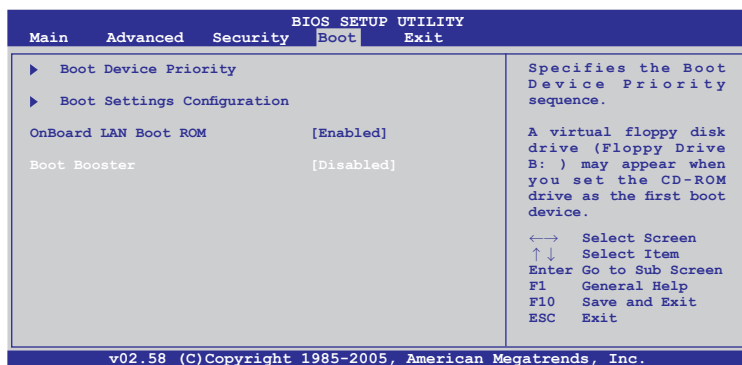 BIOS SETUP UTILITY
Main Advanced Security Boot Exit
Boot Device Priority
Boot Settings Configuration
OnBoard LAN Boot ROM [Enabled]
Boot Booster [Disabled]
Specifies the Boot
Device Priority
sequence.
A virtual floppy disk
drive (Floppy Drive
B: ) may appear when
you set the CD-ROM
drive as the first boot
device.
←→ Select Screen
↑↓ Select Item
Enter Go to Sub Screen
F1 General Help
F10 Save and Exit
ESC Exit
v02.58 (C)Copyright 1985-2005, American Megatrends, Inc.